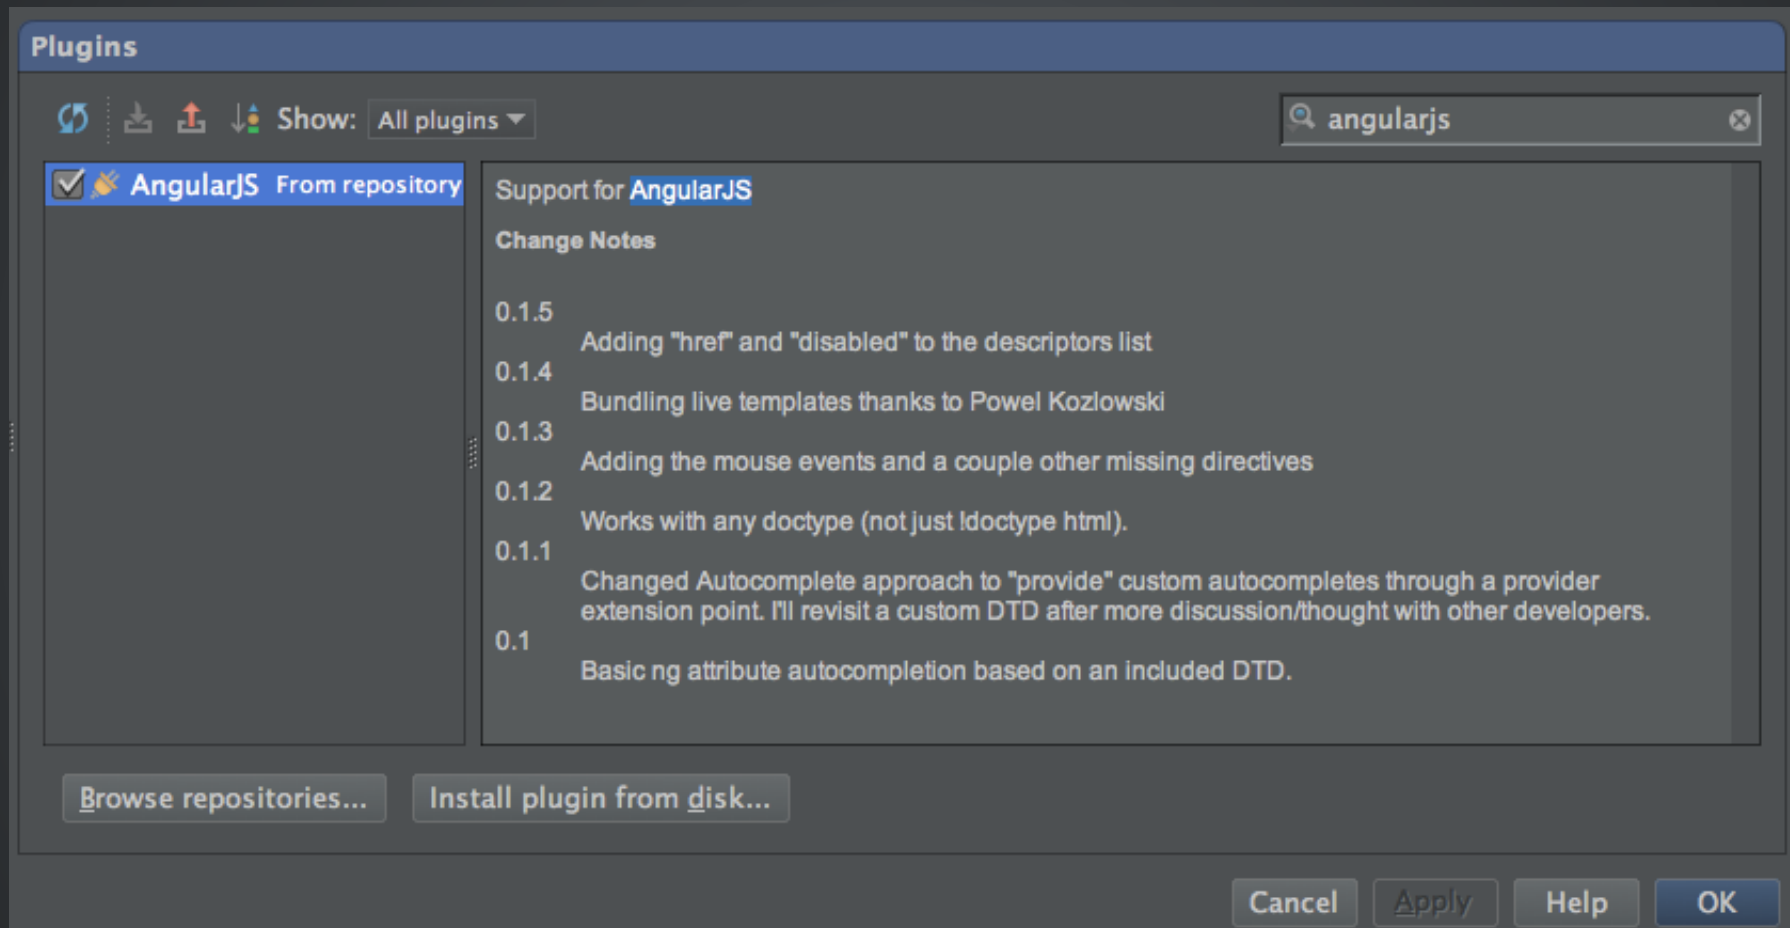 Plugins
Show: All plugins
angularjs
AngularJS From repository
Support for AngularJS
Change Notes
0.1.5
Adding "href" and "disabled" to the descriptors list
0.1.4
Bundling live templates thanks to Powel Kozlowski
0.1.3
Adding the mouse events and a couple other missing directives
0.1.2
Works with any doctype (not just !doctype html).
0.1.1
Changed Autocomplete approach to "provide" custom autocompletes through a provider
extension point. I'll revisit a custom DTD after more discussion/thought with other developers.
0.1
Basic ng attribute autocompletion based on an included DTD.
Browse repositories...
Install plugin from disk...
Cancel
Apply
Help
OK